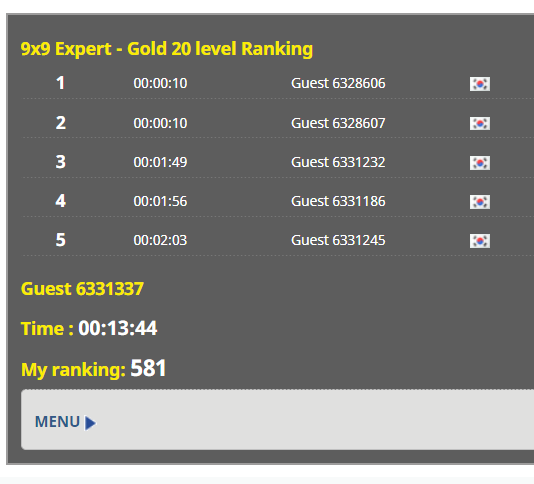 9x9 Expert - Gold 20 level Ranking
1 00:00:10 Guest 6328606
2 00:00:10 Guest 6328607
3 00:01:49 Guest 6331232
4 00:01:56 Guest 6331186
5 00:02:03 Guest 6331245
Guest 6331337
Time : 00:13:44
My ranking: 581
MENU